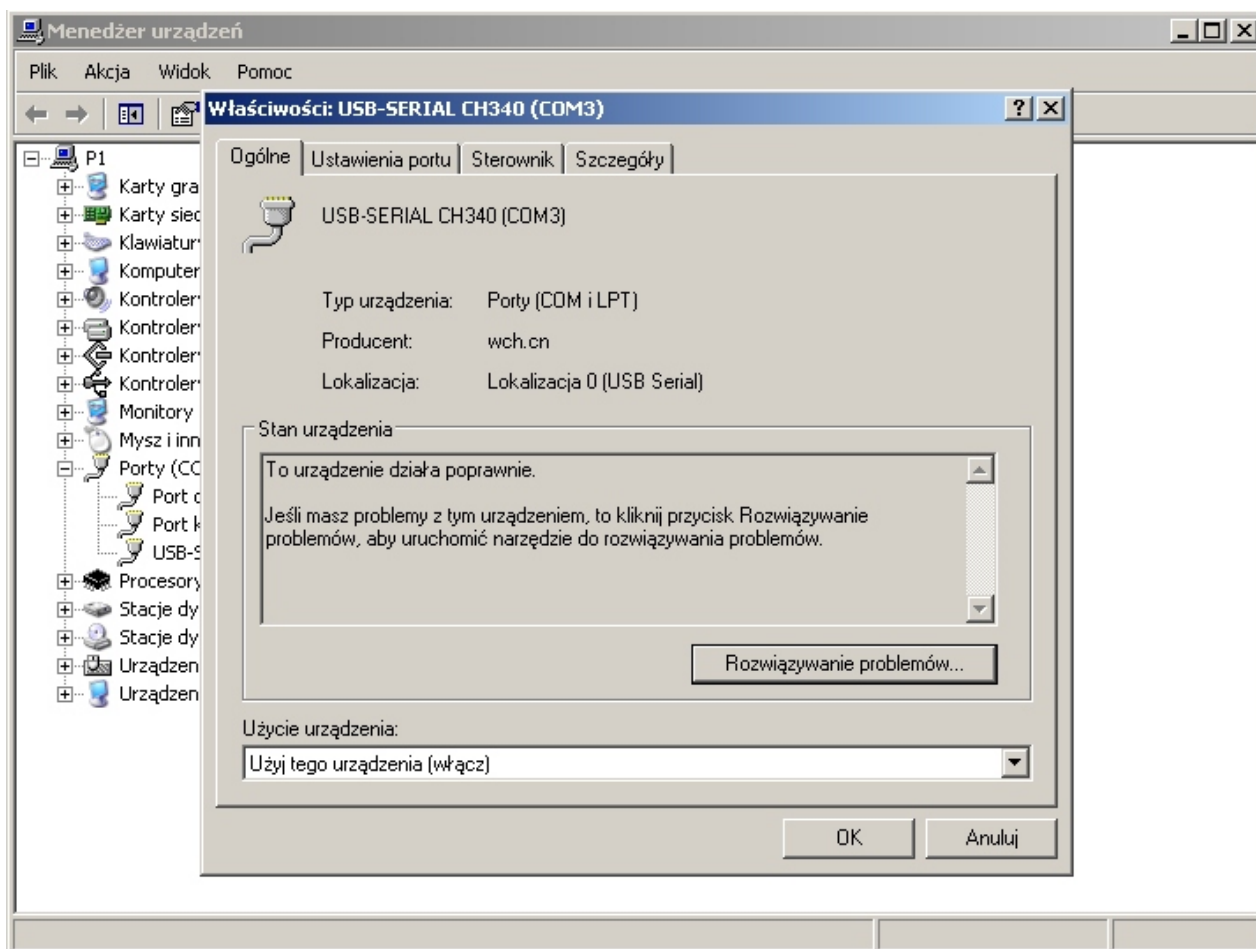 Menedżer urządzeń
Plik Akcja Widok Pomoc
Właściwości: USB-SERIAL CH340 (COM3)
Ogólne Ustawienia portu Sterownik Szczegóły
P1
Karty gra
Karty siec
Klawiatur
Komputer
Kontroler
Kontroler
Kontroler
Kontroler
Monitory
Mysz i inn
Porty (CO
Port
Port k
USB-S
Procesory
Stacje dy
Stacje dy
Urządzen
Urządzen
USB-SERIAL CH340 (COM3)
Typ urządzenia: Porty (COM i LPT)
Producent: wch.cn
Lokalizacja: Lokalizacja 0 (USB Serial)
Stan urządzenia
To urządzenie działa poprawnie.
Jeśli masz problemy z tym urządzeniem, to kliknij przycisk Rozwiązywanie
problemów, aby uruchomić narzędzie do rozwiązywania problemów.
Rozwiązywanie problemów...
Użycie urządzenia:
Użyj tego urządzenia (włącz)
OK Anuluj